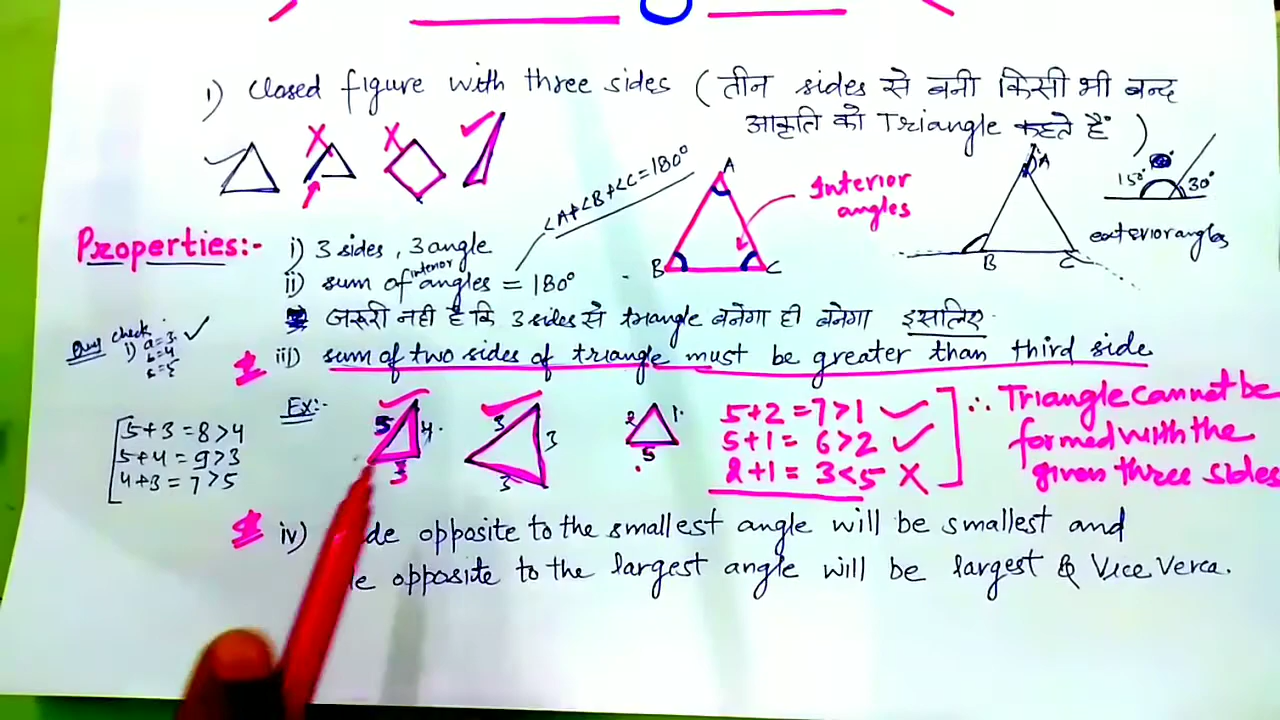 i) Closed figure with three sides (तीन sides से बनी किसी भी बन्द
आकृति को Triangle कहते हैं )
X X
∠A+∠B+∠C=180°
A
B C
Interior
angles
A
B C
150° 30°
exterior angles
Properties:-
i) 3 sides , 3 angle
ii) sum of interior angles = 180°
जरूरी नही है कि 3 sides से triangle बनेगा ही बनेगा इसलिए
check
i) a=3
b=4
iii) sum of two sides of triangle must be greater than third side
Ex:-
5 4 3
3 3 3
2 1 5
5+3 = 8>4
5+4 = 9>3
4+3 = 7>5
5+2 = 7>1 ✓
5+1 = 6>2 ✓
2+1 = 3<5 X
∴ Triangle cannot be
formed with the
given three sides
iv) de opposite to the smallest angle will be smallest and
le opposite to the largest angle will be largest & Vice Verca.